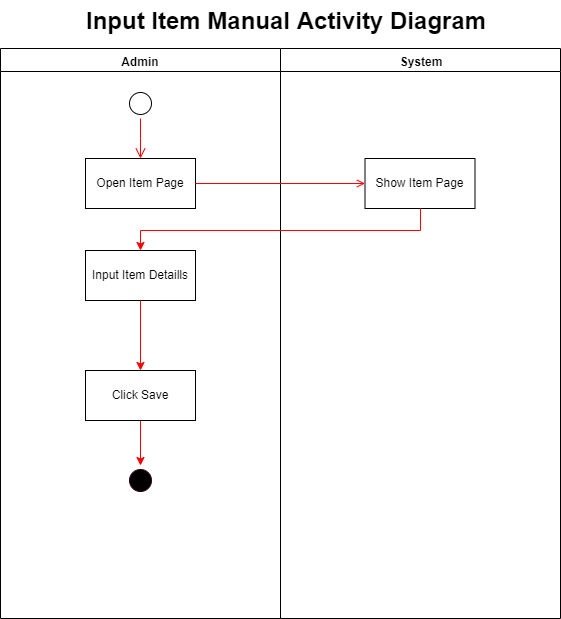 Input Item Manual Activity Diagram
Admin
System
Open Item Page
Show Item Page
Input Item Detaills
Click Save